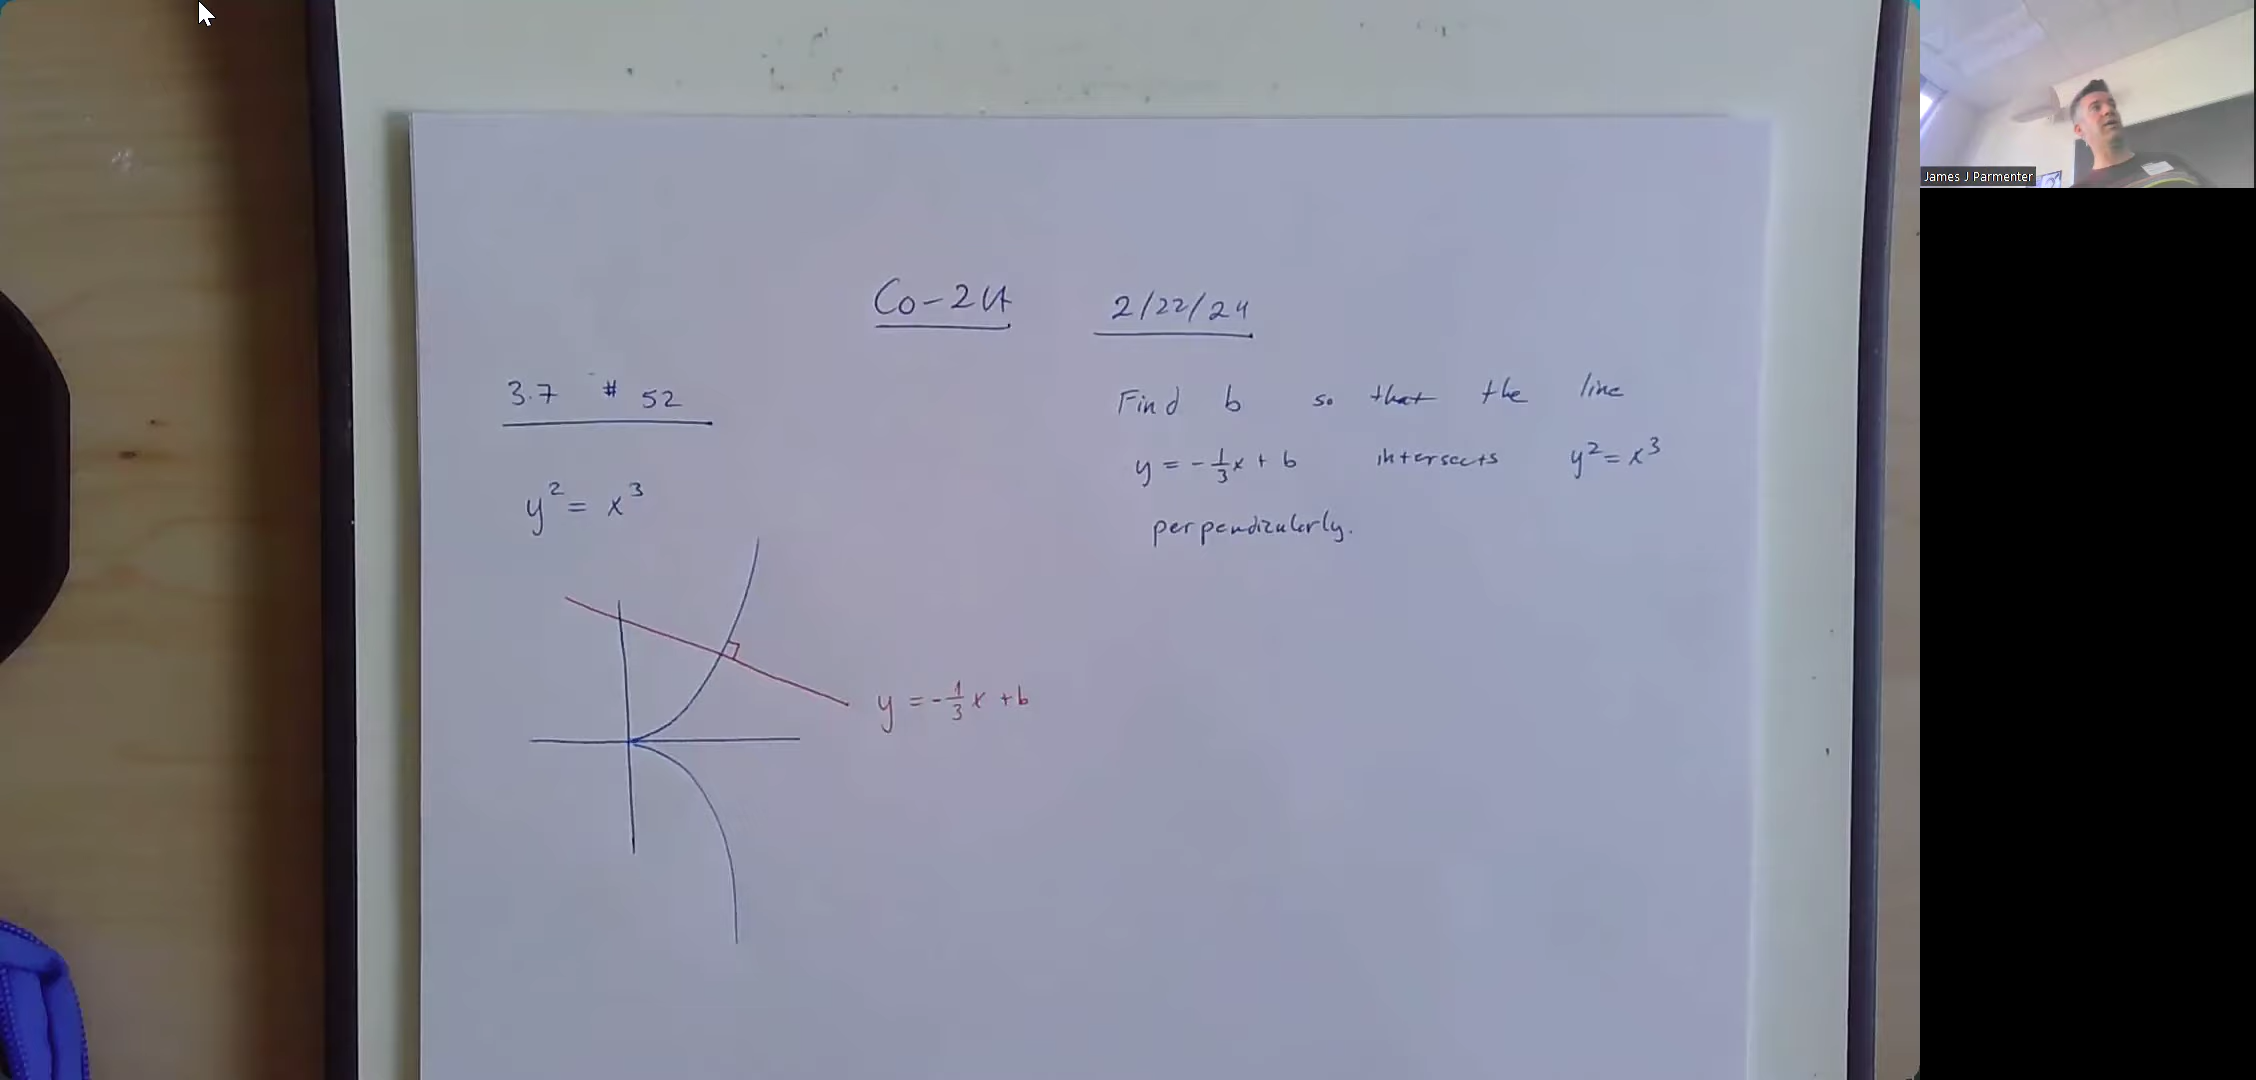 Co-24 2/22/24
3.7 # 52
y² = x³
Find b so that the line
y = -1/3x + b intersects y² = x³
perpendicularly.
y = -1/3x + b
James J Parmenter